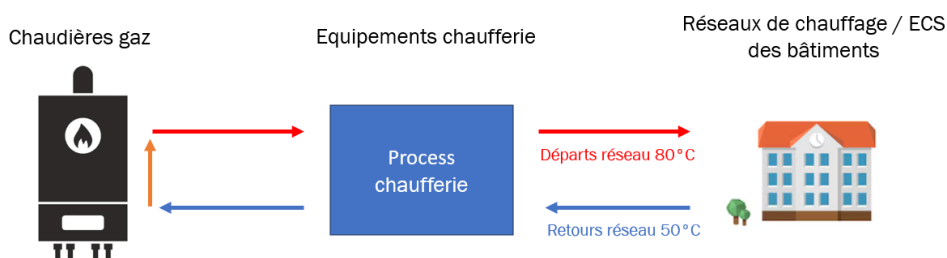 Chaudières gaz
Equipements chaufferie
Réseaux de chauffage / ECS
des bâtiments
Process
chaufferie
Départs réseau 80°C
Retours réseau 50°C